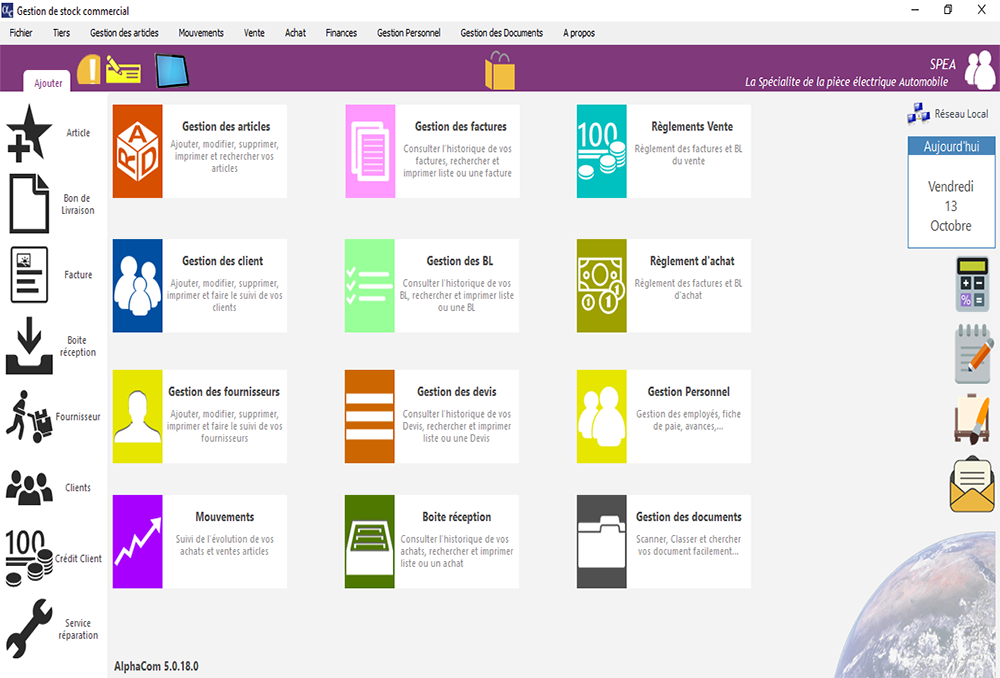 Gestion de stock commercial
Fichier Tiers Gestion des articles Mouvements Vente Achat Finances Gestion Personnel Gestion des Documents A propos
Ajouter
SPEA
La Spécialite de la pièce électrique Automobile
Article
Bon de
Livraison
Facture
Boite
réception
Fournisseur
Clients
100
Crédit Client
Service
réparation
Gestion des articles
Ajouter, modifier, supprimer,
imprimer et rechercher vos
articles
Gestion des factures
Consulter l'historique de vos
factures, rechercher et
imprimer liste ou une facture
100
Règlements Vente
Règlement des factures et BL
du vente
Gestion des client
Ajouter, modifier, supprimer,
imprimer et faire le suivi de vos
clients
Gestion des BL
Consulter l'historique de vos
BL, rechercher et imprimer liste
ou une BL
Règlement d'achat
Règlement des factures et BL
d'achat
Gestion des fournisseurs
Ajouter, modifier, supprimer,
imprimer et faire le suivi de vos
fournisseurs
Gestion des devis
Consulter l'historique de vos
Devis, rechercher et imprimer
liste ou une Devis
Gestion Personnel
Gestion des employés, fiche
de paie, avances,...
Mouvements
Suivi de l'évolution de vos
achats et ventes articles
Boite réception
Consulter l'historique de vos
achats, rechercher et imprimer
liste ou un achat
Gestion des documents
Scanner, Classer et chercher
vos document facilement...
Réseau Local
Aujourd'hui
Vendredi
13
Octobre
AlphaCom 5.0.18.0